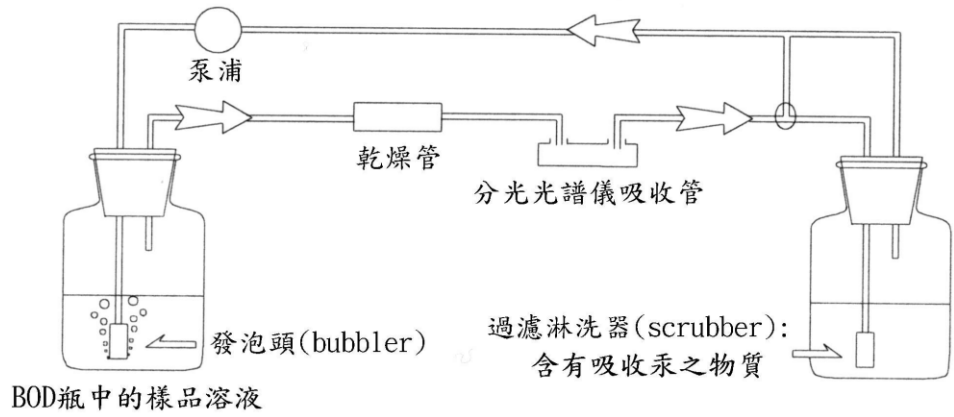 泵浦
乾燥管
分光光譜儀吸收管
發泡頭(bubbler)
過濾淋洗器(scrubber):
含有吸收汞之物質
BOD瓶中的樣品溶液